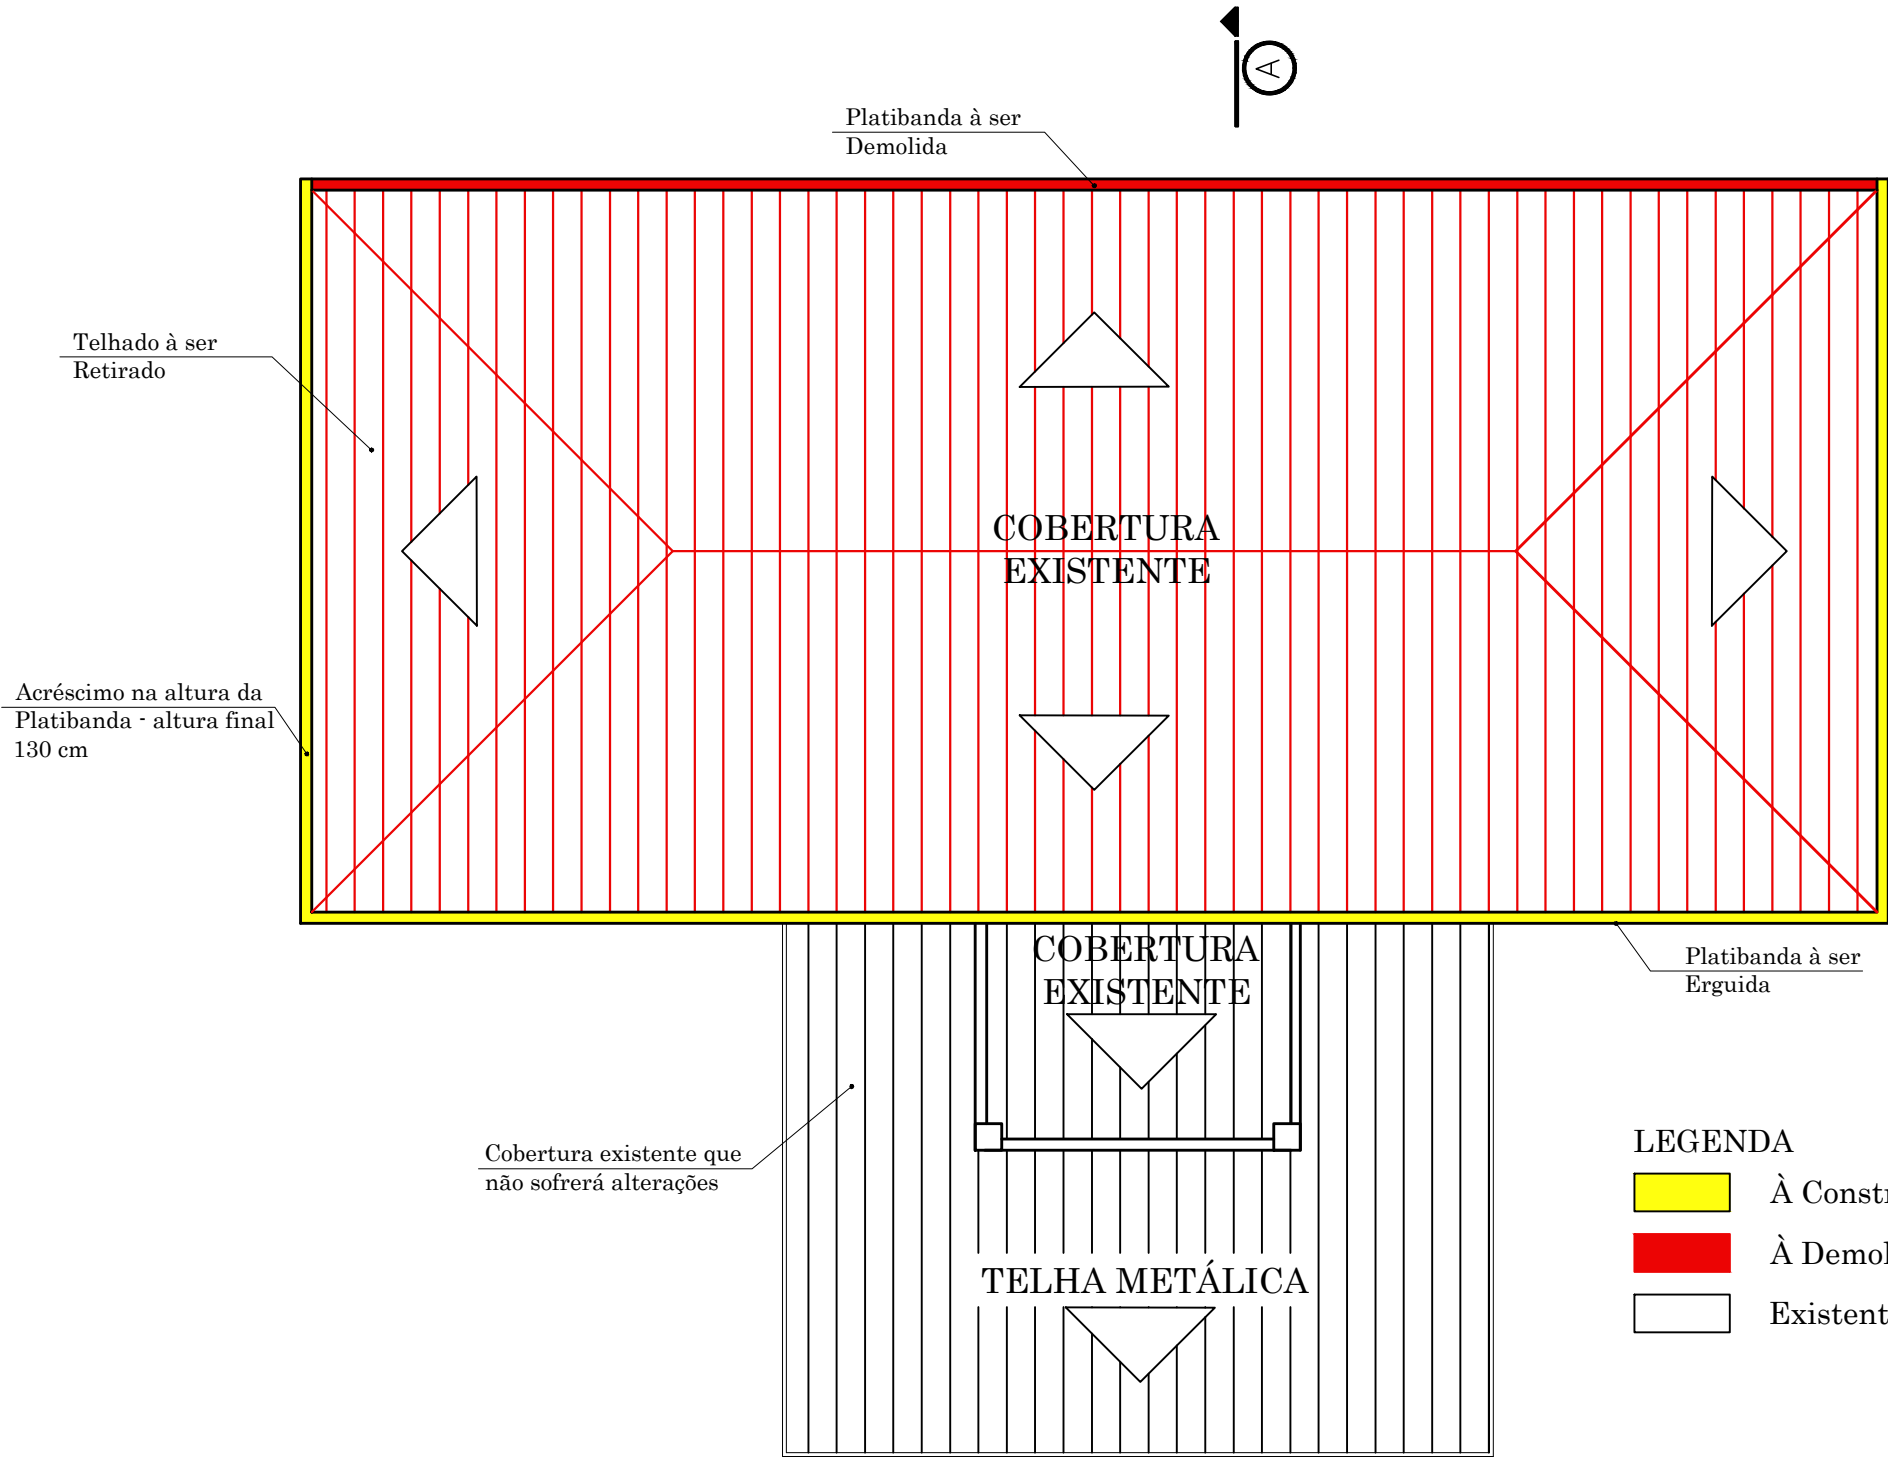 A
Platibanda à ser
Demolida
Telhado à ser
Retirado
COBERTURA
EXISTENTE
Acréscimo na altura da
Platibanda - altura final
130 cm
COBERTURA
EXISTENTE
Platibanda à ser
Erguida
Cobertura existente que
não sofrerá alterações
TELHA METÁLICA
LEGENDA
À
À